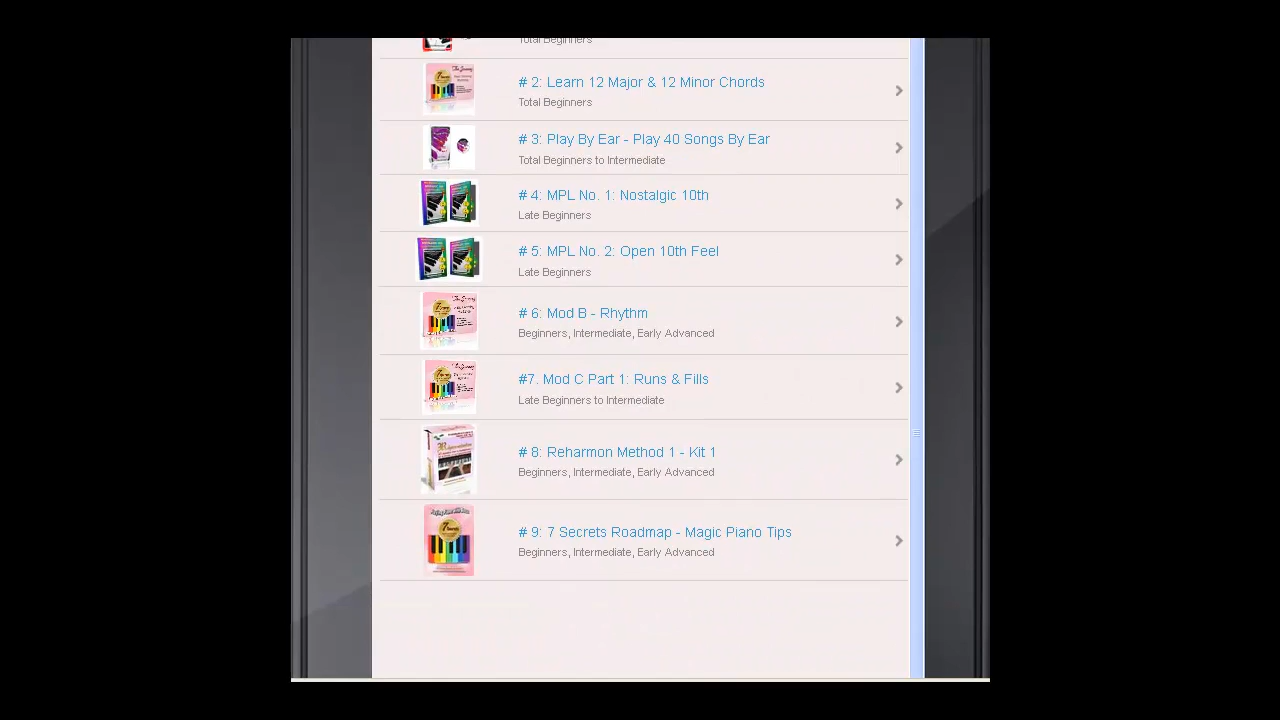 Total Beginners
# 2: Learn 12 Major & 12 Minor Chords
Total Beginners
# 3: Play By Ear - Play 40 Songs By Ear
Total Beginners to Intermediate
# 4: MPL No. 1: Nostalgic 10th
Late Beginners
# 5: MPL No. 2: Open 10th Feel
Late Beginners
# 6: Mod B - Rhythm
Beginners, Intermediate, Early Advanced
#7. Mod C Part 1: Runs & Fills
Late Beginners to Intermediate
# 8: Reharmon Method 1 - Kit 1
Beginners, Intermediate, Early Advanced
# 9: 7 Secrets Roadmap - Magic Piano Tips
Beginners, Intermediate, Early Advanced